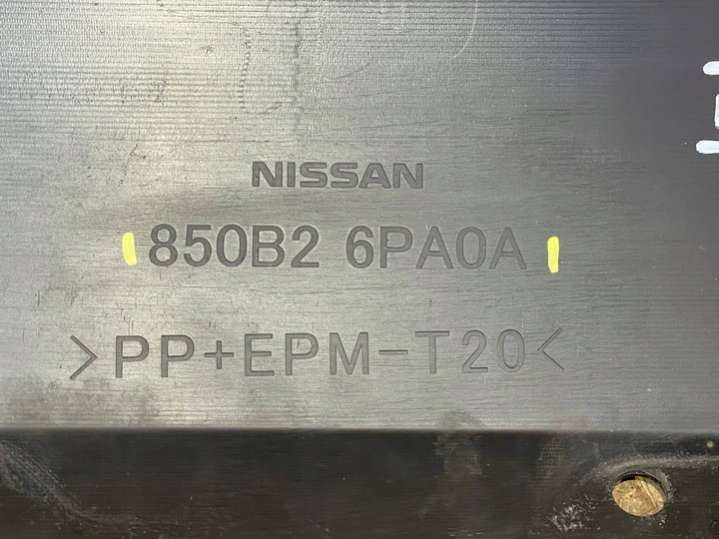 NISSAN
850B2 6PA0A
>PP+EPM-T20<